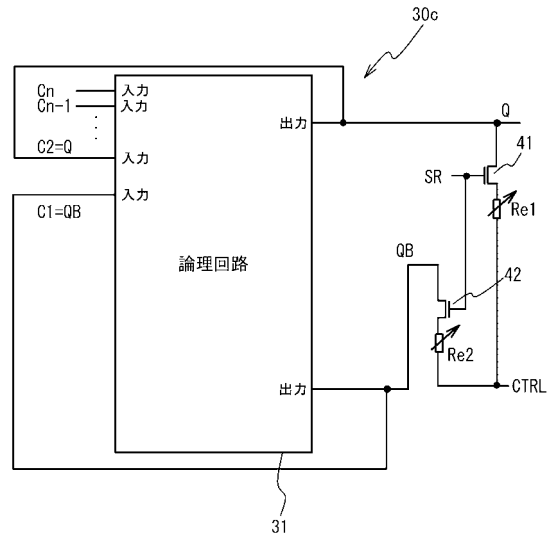 30c
Cn
入力
Cn-1
入力
出力
Q
C2=Q
入力
41
SR
Re1
入力
C1=QB
論理回路
QB
42
Re2
出力
CTRL
31